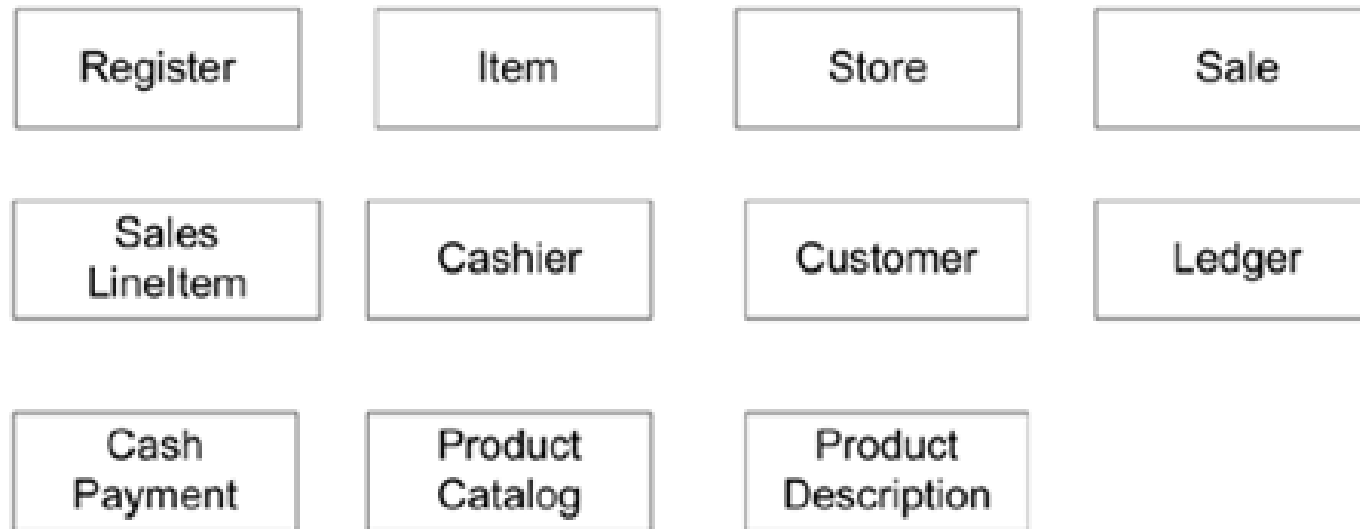 Register
Item
Store
Sale
Sales
LineItem
Cashier
Customer
Ledger
Cash
Payment
Product
Catalog
Product
Description